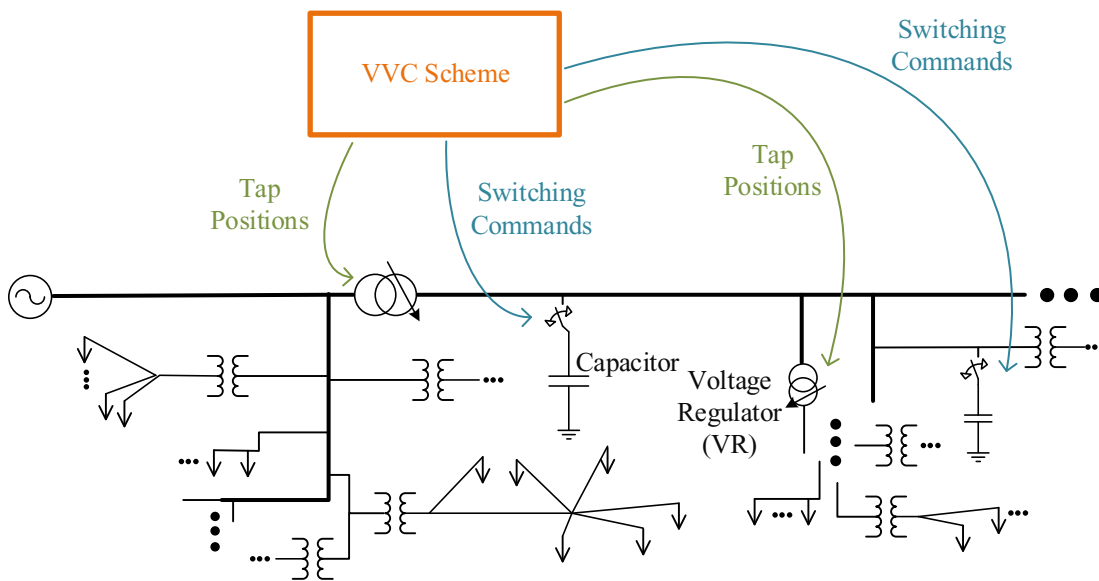 Switching
Commands
VVC Scheme
Tap
Positions
Switching
Commands
Tap
Positions
Capacitor
Voltage
Regulator
(VR)